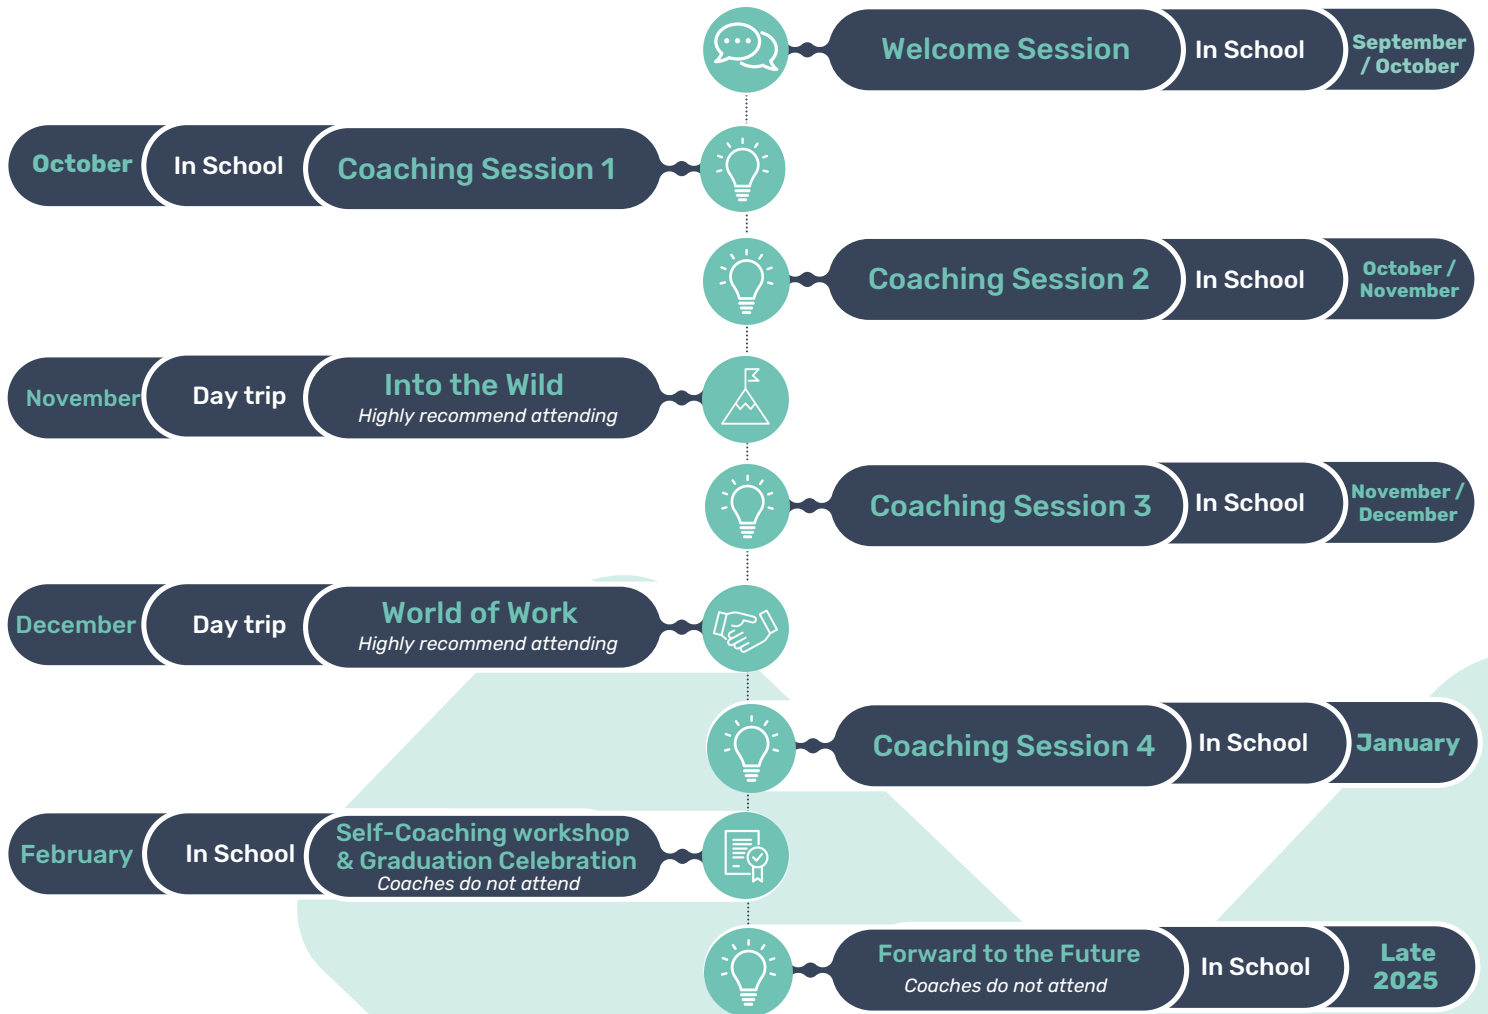 Welcome Session
In School
September
/ October
October
In School
Coaching Session 1
Coaching Session 2
In School
October /
November
November
Day trip
Into the Wild
Highly recommend attending
Coaching Session 3
In School
November /
December
December
Day trip
World of Work
Highly recommend attending
Coaching Session 4
In School
January
February
In School
Self-Coaching workshop
& Graduation Celebration
Coaches do not attend
Forward to the Future
Coaches do not attend
In School
Late
2025